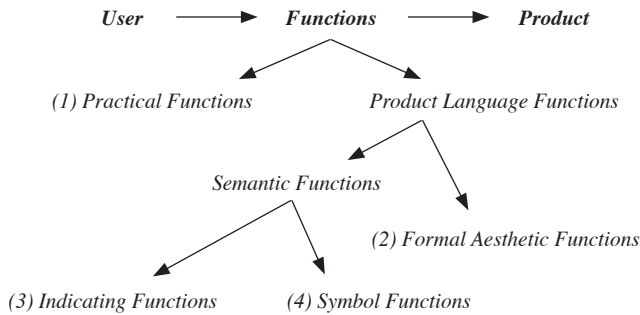 User Functions Product
(1) Practical Functions Product Language Functions
Semantic Functions
(2) Formal Aesthetic Functions
(3) Indicating Functions (4) Symbol Functions